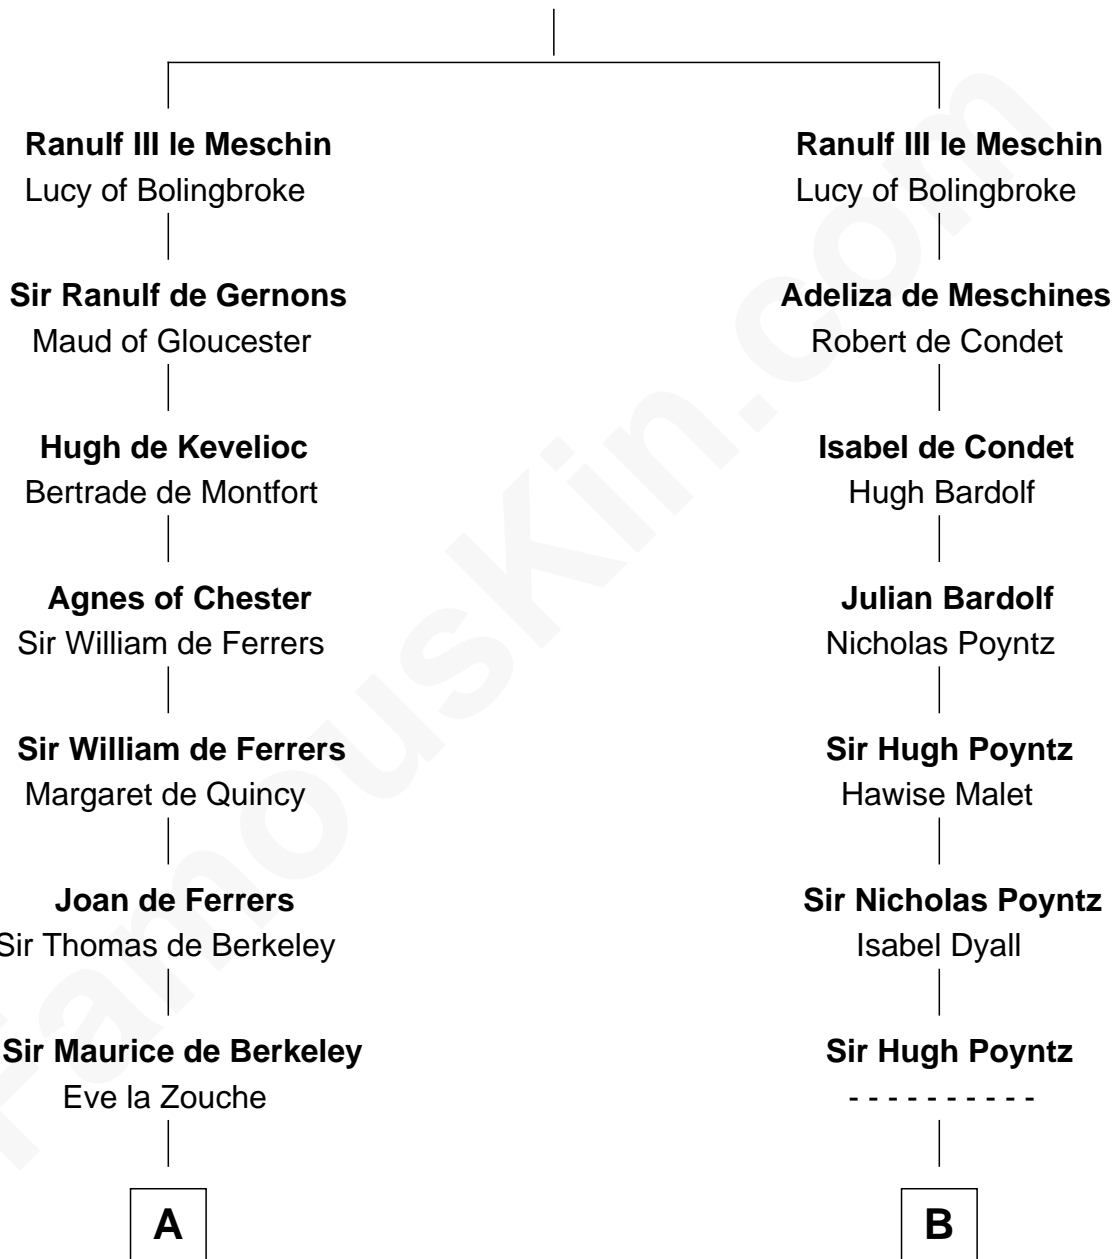 Ranulf III le Meschin
Lucy of Bolingbroke
Sir Ranulf de Gernons
Maud of Gloucester
Hugh de Kevelioc
Bertrade de Montfort
Agnes of Chester
Sir William de Ferrers
Sir William de Ferrers
Margaret de Quincy
Joan de Ferrers
Sir Thomas de Berkeley
Sir Maurice de Berkeley
Eve la Zouche
A
Ranulf III le Meschin
Lucy of Bolingbroke
Adeliza de Meschines
Robert de Condet
Isabel de Condet
Hugh Bardolf
Julian Bardolf
Nicholas Poyntz
Sir Hugh Poyntz
Hawise Malet
Sir Nicholas Poyntz
Isabel Dyall
Sir Hugh Poyntz
- - - - - - - - - -
B
FamousKin.com